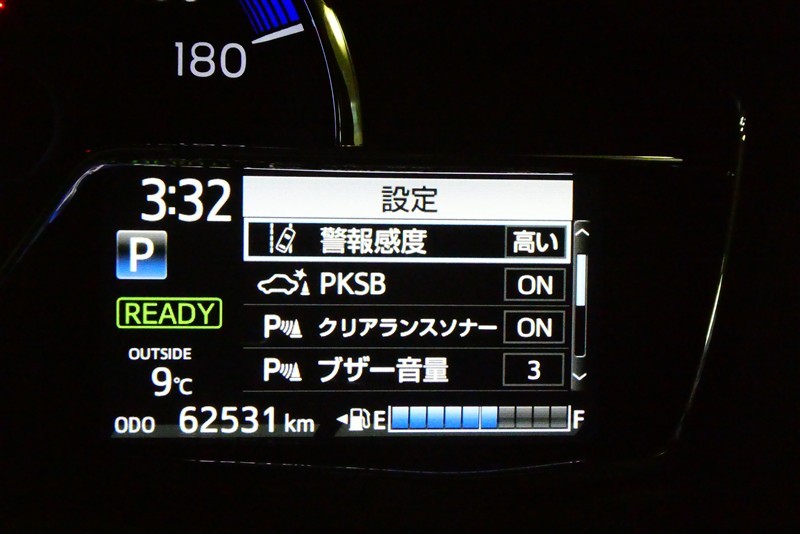 180
3:32
設定
P
警報感度 高い
PKSB ON
READY
P クリアランスソナー ON
OUTSIDE
9℃
P ブザー音量 3
ODO 62531 km
E F